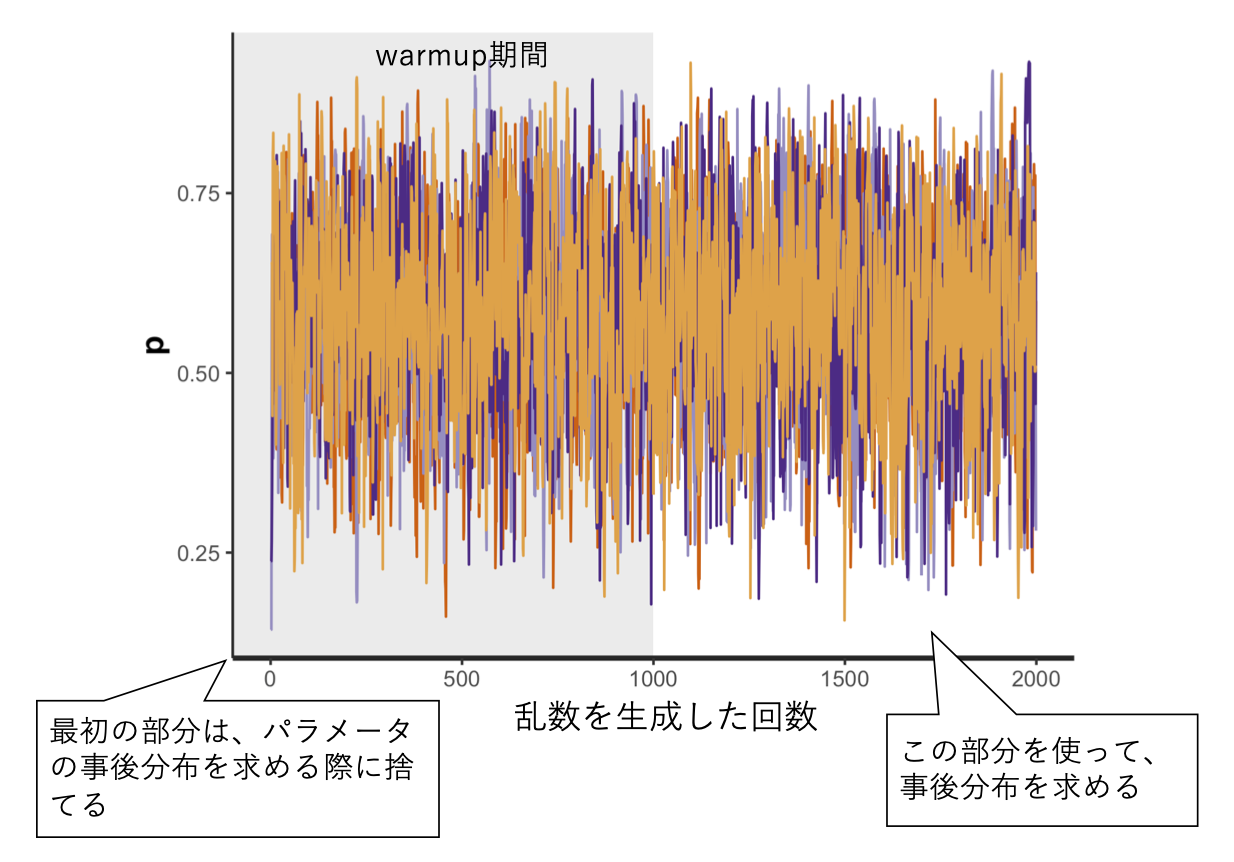 warmup期間
0.75
0.50
0.25
p
0 500 1000 1500 2000
乱数を生成した回数
最初の部分は、パラメータ
の事後分布を求める際に捨
てる
この部分を使って、
事後分布を求める